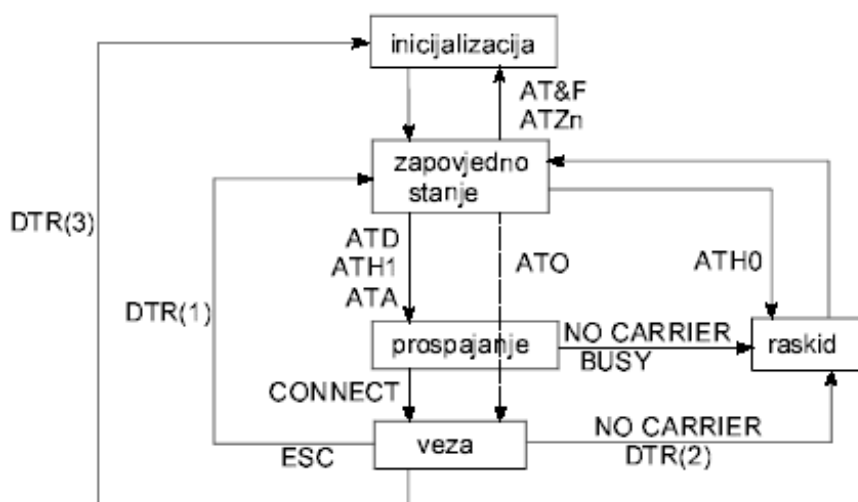 inicijalizacija
AT&F
ATZn
zapovjedno
stanje
DTR(3)
ATD
ATH1
ATA
ATO
ATH0
DTR(1)
prospajanje
NO CARRIER
BUSY
raskid
CONNECT
veza
ESC
NO CARRIER
DTR(2)